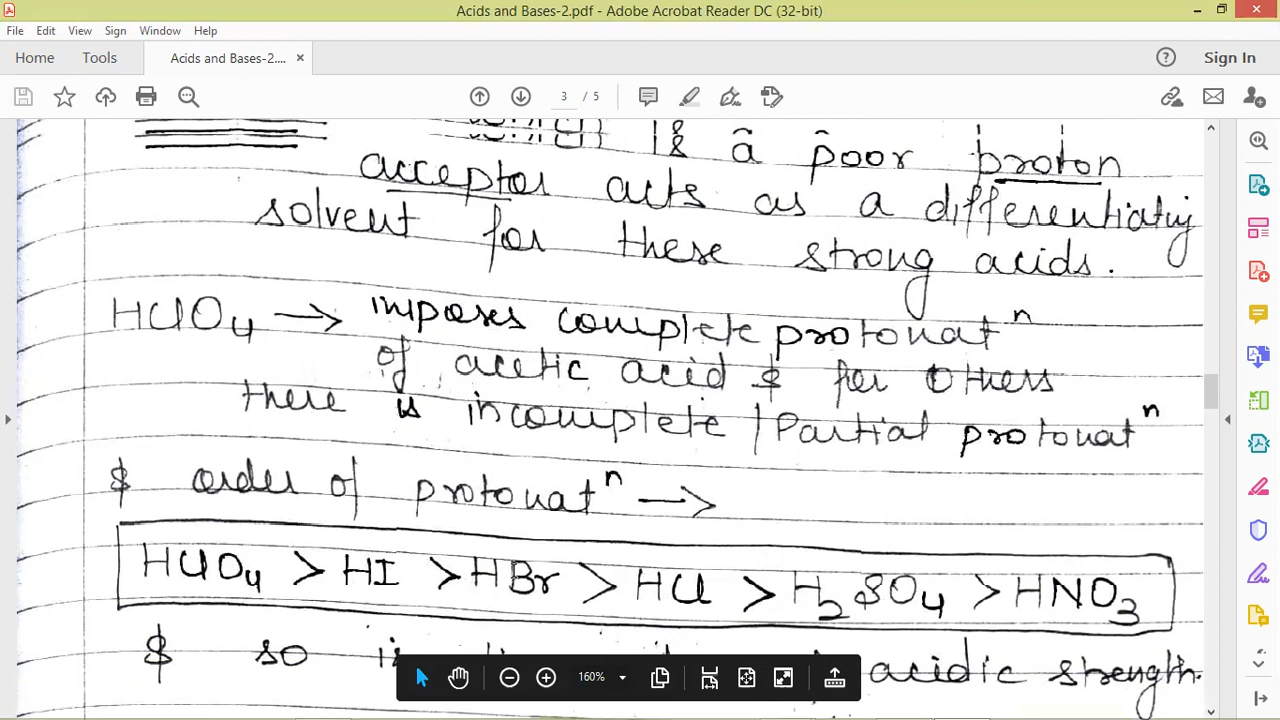 Acids and Bases-2.pdf - Adobe Acrobat Reader DC (32-bit)
File Edit View Sign Window Help
Home Tools Acids and Bases-2.... × Sign In
3 / 5
is a poor proton
acceptor acts as a differentiating
solvent for these strong acids.
HClO4 → imposes complete protonatⁿ
of acetic acid & for others
there is incomplete / Partial protonatⁿ
& order of protonatⁿ →
HClO4 > HI > HBr > HCl > H2SO4 > HNO3
& so is acidic strength.
160%